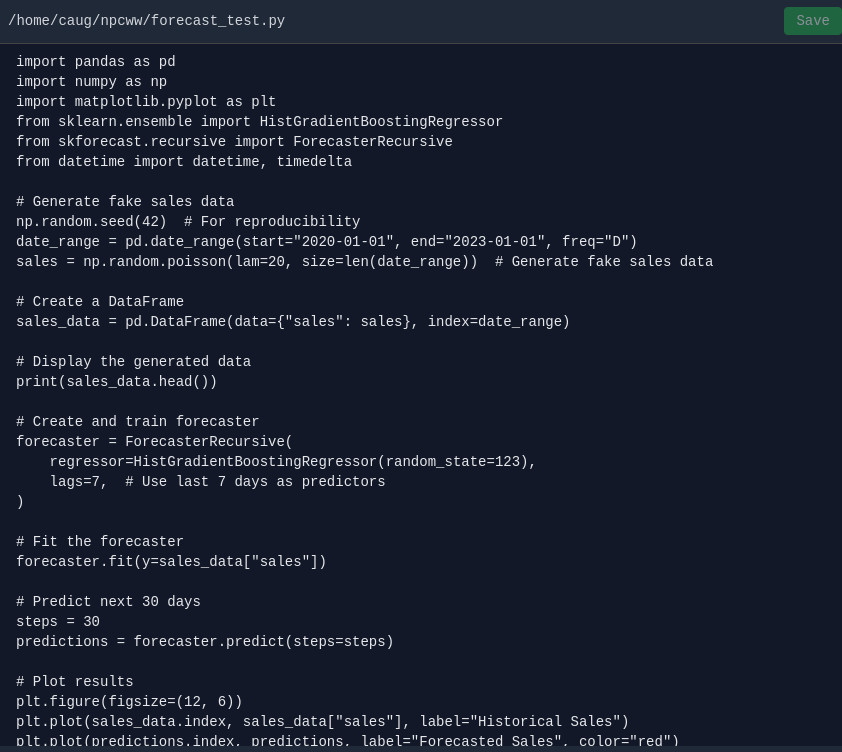 /home/caug/npcww/forecast_test.py
Save
import pandas as pd
import numpy as np
import matplotlib.pyplot as plt
from sklearn.ensemble import HistGradientBoostingRegressor
from skforecast.recursive import ForecasterRecursive
from datetime import datetime, timedelta

# Generate fake sales data
np.random.seed(42)  # For reproducibility
date_range = pd.date_range(start="2020-01-01", end="2023-01-01", freq="D")
sales = np.random.poisson(lam=20, size=len(date_range))  # Generate fake sales data

# Create a DataFrame
sales_data = pd.DataFrame(data={"sales": sales}, index=date_range)

# Display the generated data
print(sales_data.head())

# Create and train forecaster
forecaster = ForecasterRecursive(
    regressor=HistGradientBoostingRegressor(random_state=123),
    lags=7,  # Use last 7 days as predictors
)

# Fit the forecaster
forecaster.fit(y=sales_data["sales"])

# Predict next 30 days
steps = 30
predictions = forecaster.predict(steps=steps)

# Plot results
plt.figure(figsize=(12, 6))
plt.plot(sales_data.index, sales_data["sales"], label="Historical Sales")
plt.plot(predictions.index, predictions, label="Forecasted Sales", color="red")